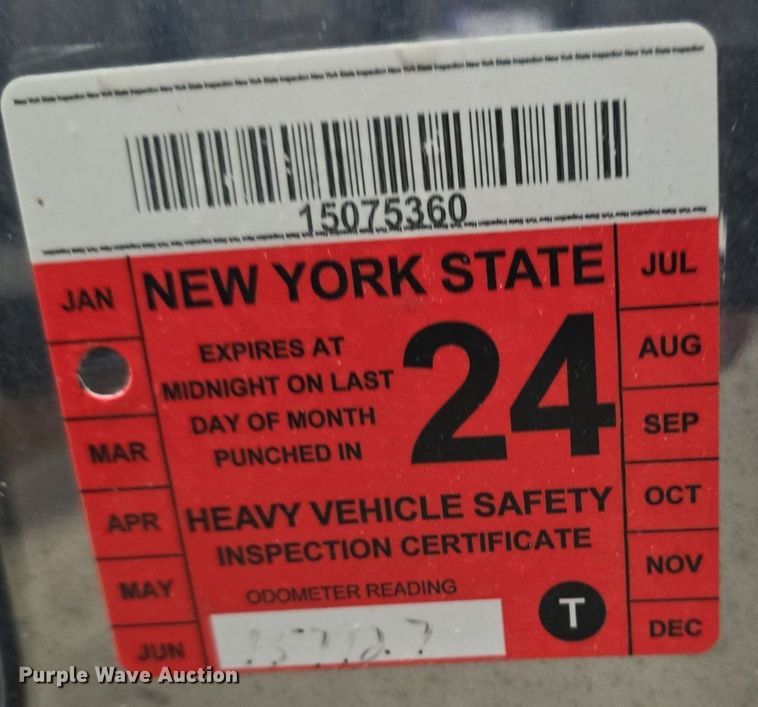 15075360
NEW YORK STATE
24
EXPIRES AT
MIDNIGHT ON LAST
DAY OF MONTH
PUNCHED IN
HEAVY VEHICLE SAFETY
INSPECTION CERTIFICATE
ODOMETER READING
T
JAN
MAR
APR
MAY
JUN
JUL
AUG
SEP
OCT
NOV
DEC
Purple Wave Auction